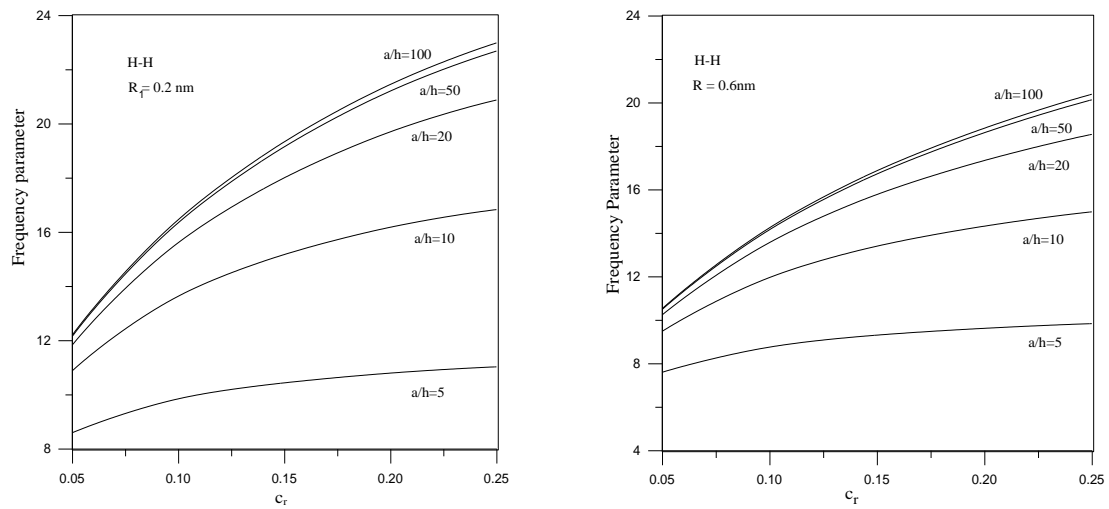 24
20
16
12
8
Frequency parameter
H-H
R_f= 0.2 nm
a/h=100
a/h=50
a/h=20
a/h=10
a/h=5
0.05 0.10 0.15 0.20 0.25
c_r
24
20
16
12
8
4
Frequency Parameter
H-H
R = 0.6nm
a/h=100
a/h=50
a/h=20
a/h=10
a/h=5
0.05 0.10 0.15 0.20 0.25
c_r